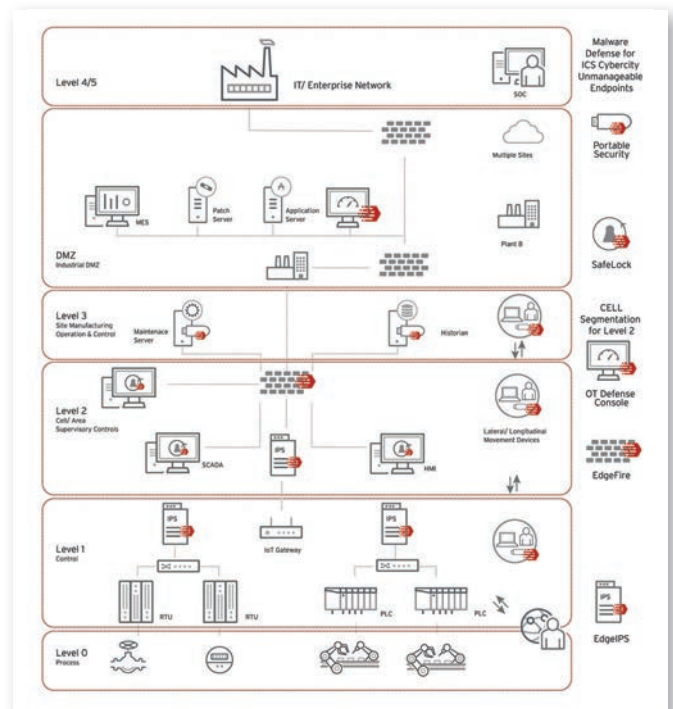 Level 4/5
IT/ Enterprise Network
SOC
Malware
Defense for
ICS Cybercity
Unmanageable
Endpoints
Portable
Security
SafeLock
CELL
Segmentation
for Level 2
OT Defense
Console
EdgeFire
IPS
EdgeIPS
Multiple Sites
MES
Patch
Server
Application
Server
Plant B
DMZ
Industrial DMZ
Level 3
Site Manufacturing
Operation & Control
Maintenace
Server
Historian
Level 2
Cell/ Area
Supervisory Controls
SCADA
IPS
HMI
Lateral/ Longitudinal
Movement Devices
Level 1
Control
IPS
IoT Gateway
IPS
RTU
RTU
PLC
PLC
Level 0
Process